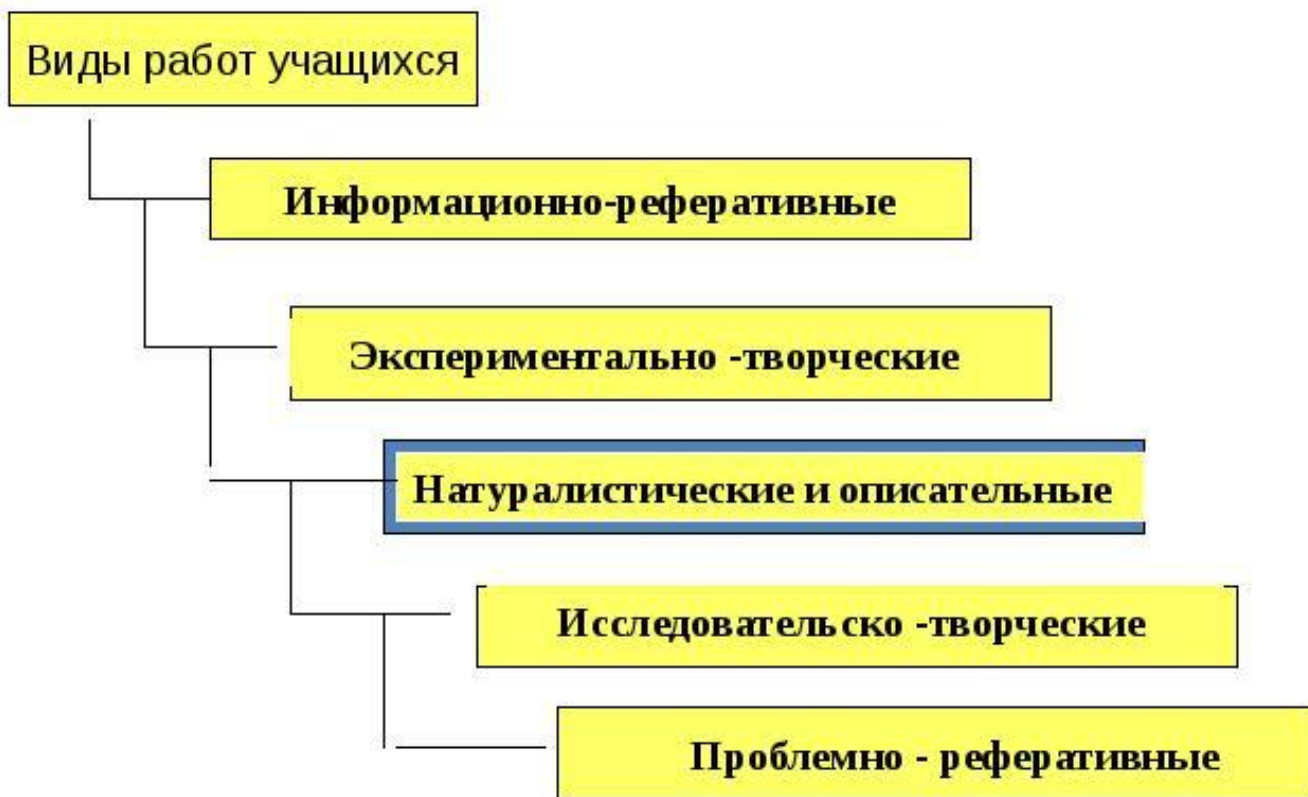 Виды работ учащихся
Информационно-реферативные
Экспериментально -творческие
Натуралистические и описательные
Исследовательско -творческие
Проблемно - реферативные